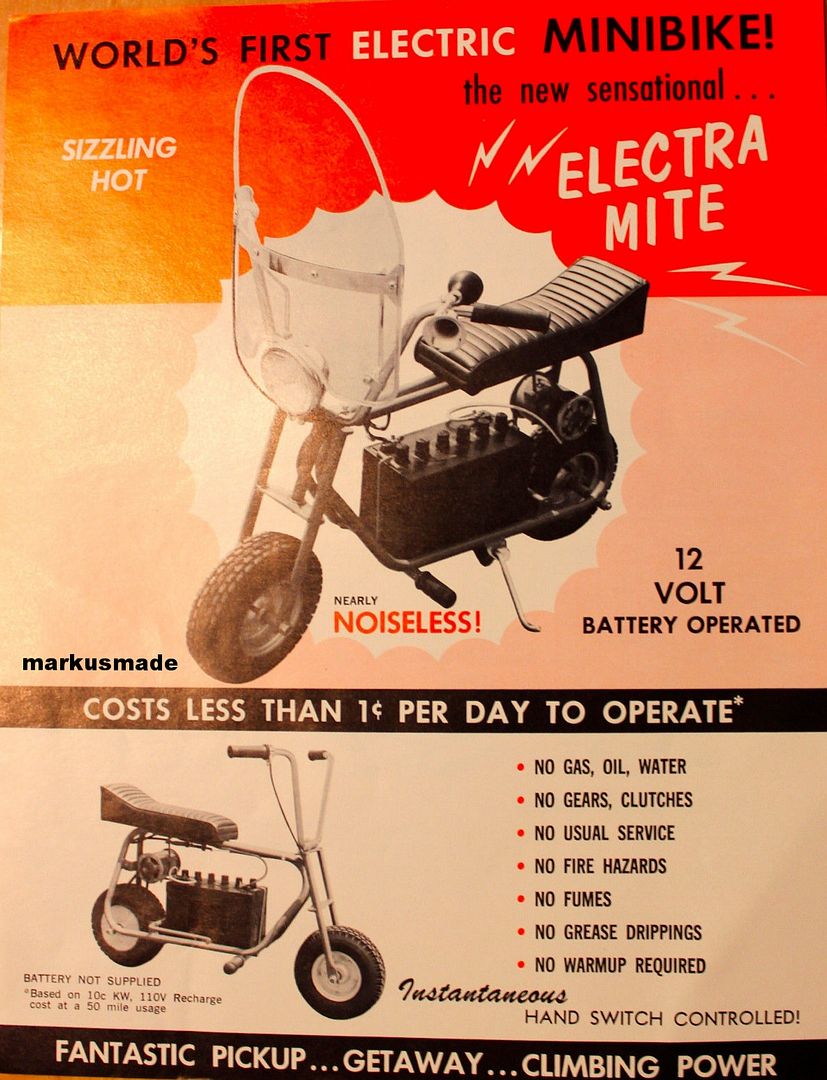 WORLD'S FIRST ELECTRIC MINIBIKE!
the new sensational...
SIZZLING
HOT
ELECTRA
MITE
NEARLY
NOISELESS!
12
VOLT
BATTERY OPERATED
markusmade
COSTS LESS THAN 1¢ PER DAY TO OPERATE*
• NO GAS, OIL, WATER
• NO GEARS, CLUTCHES
• NO USUAL SERVICE
• NO FIRE HAZARDS
• NO FUMES
• NO GREASE DRIPPINGS
• NO WARMUP REQUIRED
BATTERY NOT SUPPLIED
*Based on 10c KW, 110V Recharge
cost at a 50 mile usage
Instantaneous
HAND SWITCH CONTROLLED!
FANTASTIC PICKUP...GETAWAY...CLIMBING POWER